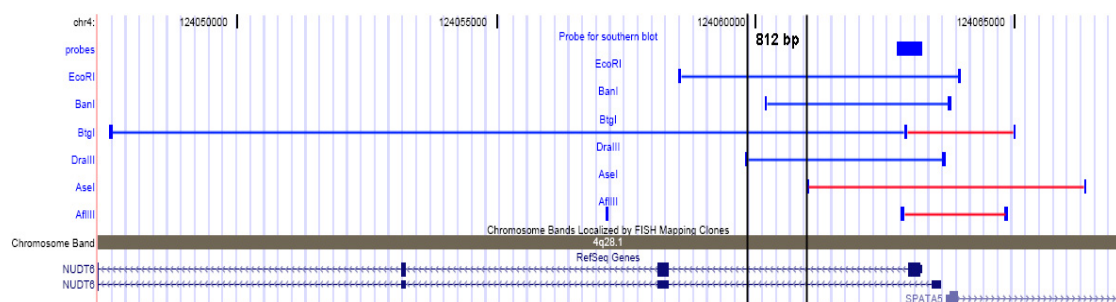 chr4: 124050000 124055000 124060000 124065000
Probe for southern blot
812 bp
probes
EcoRI
EcoRI
BanI
BanI
BtgI
BtgI
DraIII
DraIII
AseI
AseI
AflIII
AflIII
Chromosome Bands Localized by FISH Mapping Clones
Chromosome Band 4q28.1
RefSeq Genes
NUDT6
NUDT6
SPATA5